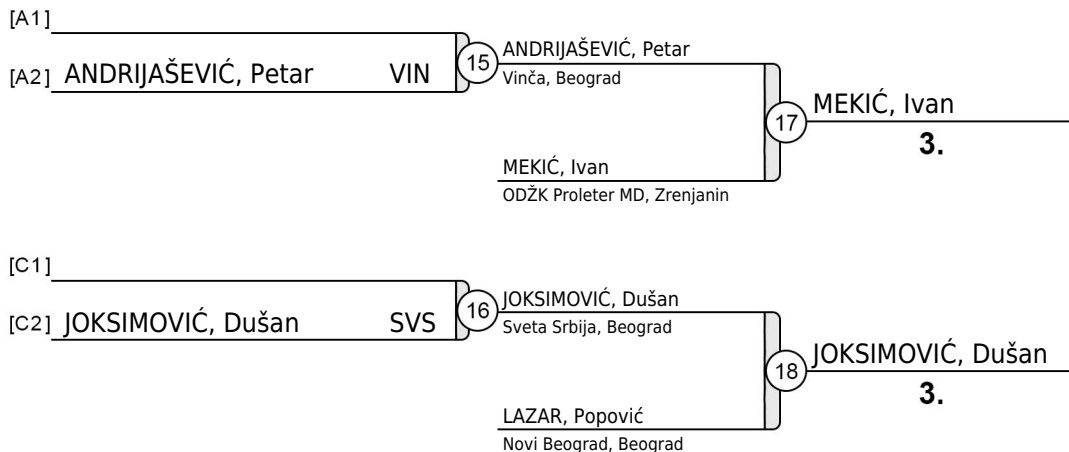 [A1]
[A2] ANDRIJAŠEVIĆ, Petar VIN
15
ANDRIJAŠEVIĆ, Petar
Vinča, Beograd
MEKIĆ, Ivan
ODŽK Proleter MD, Zrenjanin
17
MEKIĆ, Ivan
3.
[C1]
[C2] JOKSIMOVIĆ, Dušan SVS
16
JOKSIMOVIĆ, Dušan
Sveta Srbija, Beograd
LAZAR, Popović
Novi Beograd, Beograd
18
JOKSIMOVIĆ, Dušan
3.